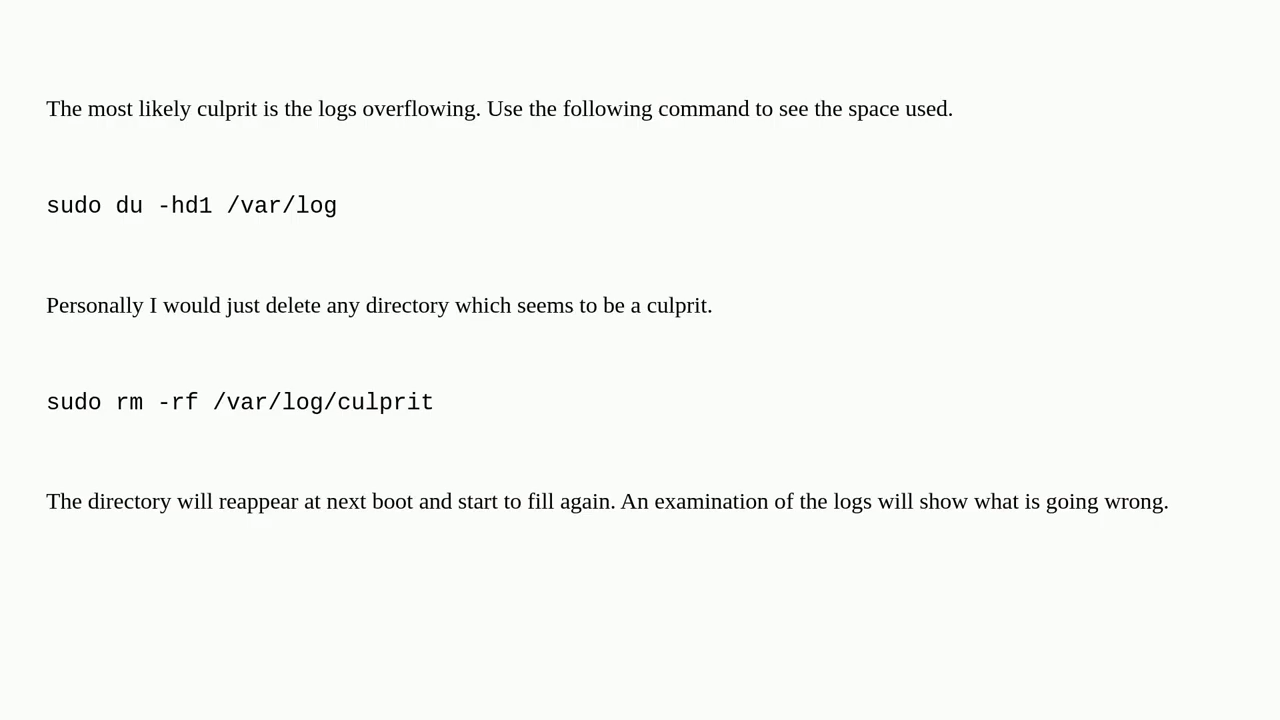 The most likely culprit is the logs overflowing. Use the following command to see the space used.
sudo du -hd1 /var/log
Personally I would just delete any directory which seems to be a culprit.
sudo rm -rf /var/log/culprit
The directory will reappear at next boot and start to fill again. An examination of the logs will show what is going wrong.